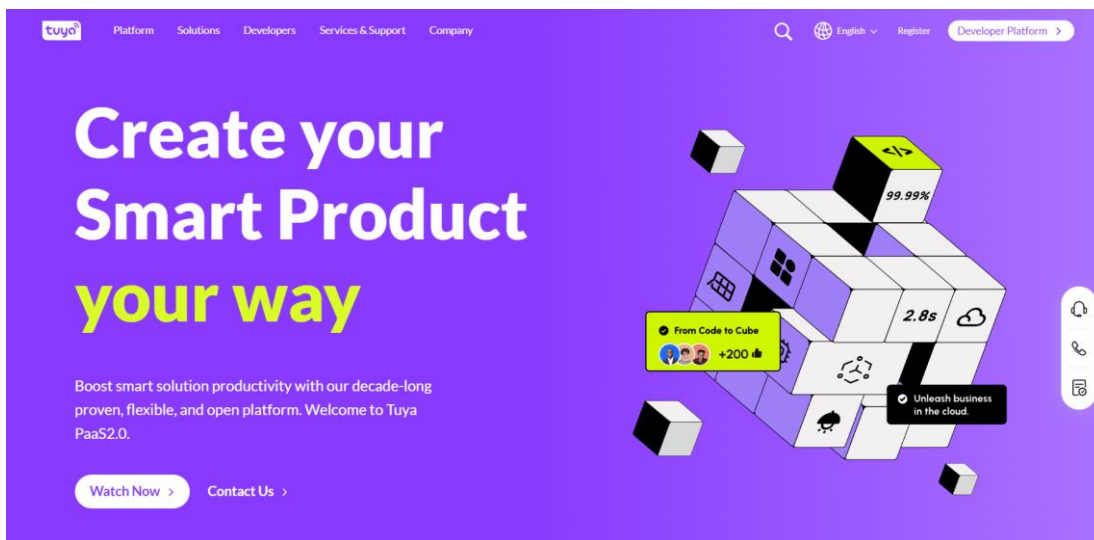 tuya
Platform Solutions Developers Services & Support Company
English Register Developer Platform >
Create your
Smart Product
your way
</>
99.99%
2.8s
From Code to Cube
+200
Unleash business
in the cloud.
Boost smart solution productivity with our decade-long
proven, flexible, and open platform. Welcome to Tuya
PaaS2.0.
Watch Now > Contact Us >